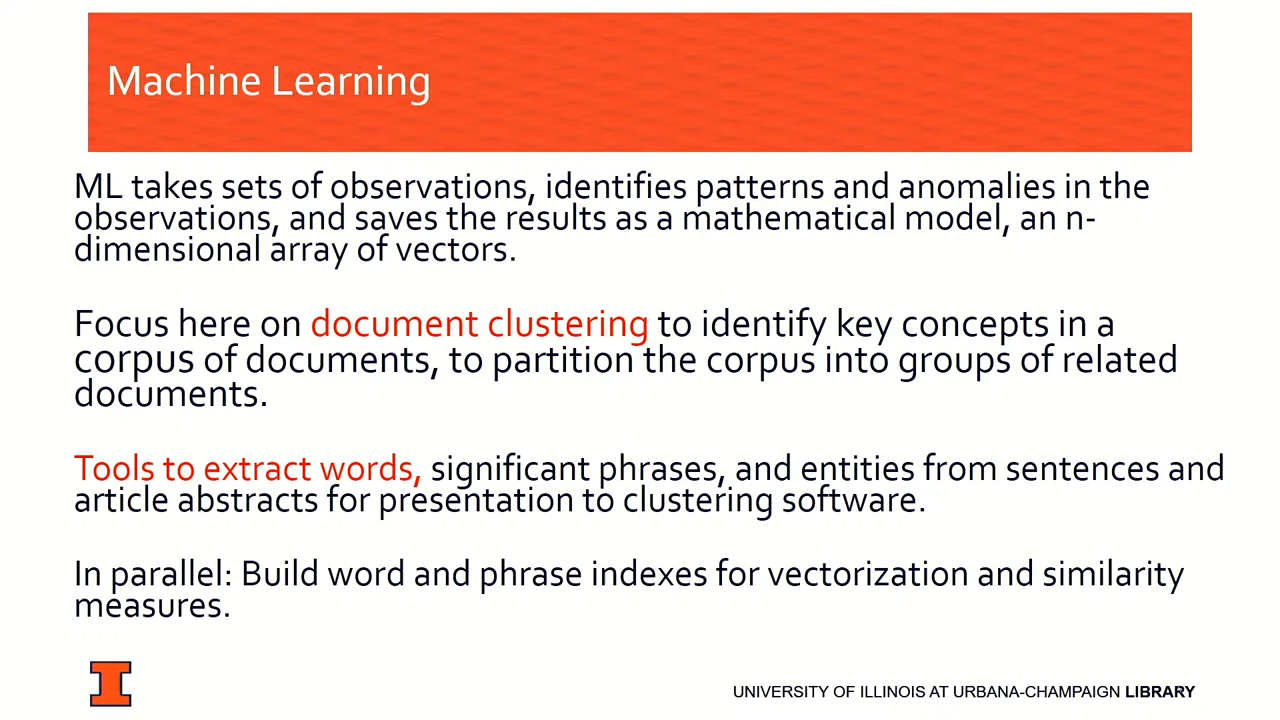 Machine Learning
ML takes sets of observations, identifies patterns and anomalies in the
observations, and saves the results as a mathematical model, an n-
dimensional array of vectors.
Focus here on document clustering to identify key concepts in a
corpus of documents, to partition the corpus into groups of related
documents.
Tools to extract words, significant phrases, and entities from sentences and
article abstracts for presentation to clustering software.
In parallel: Build word and phrase indexes for vectorization and similarity
measures.
I
UNIVERSITY OF ILLINOIS AT URBANA-CHAMPAIGN LIBRARY